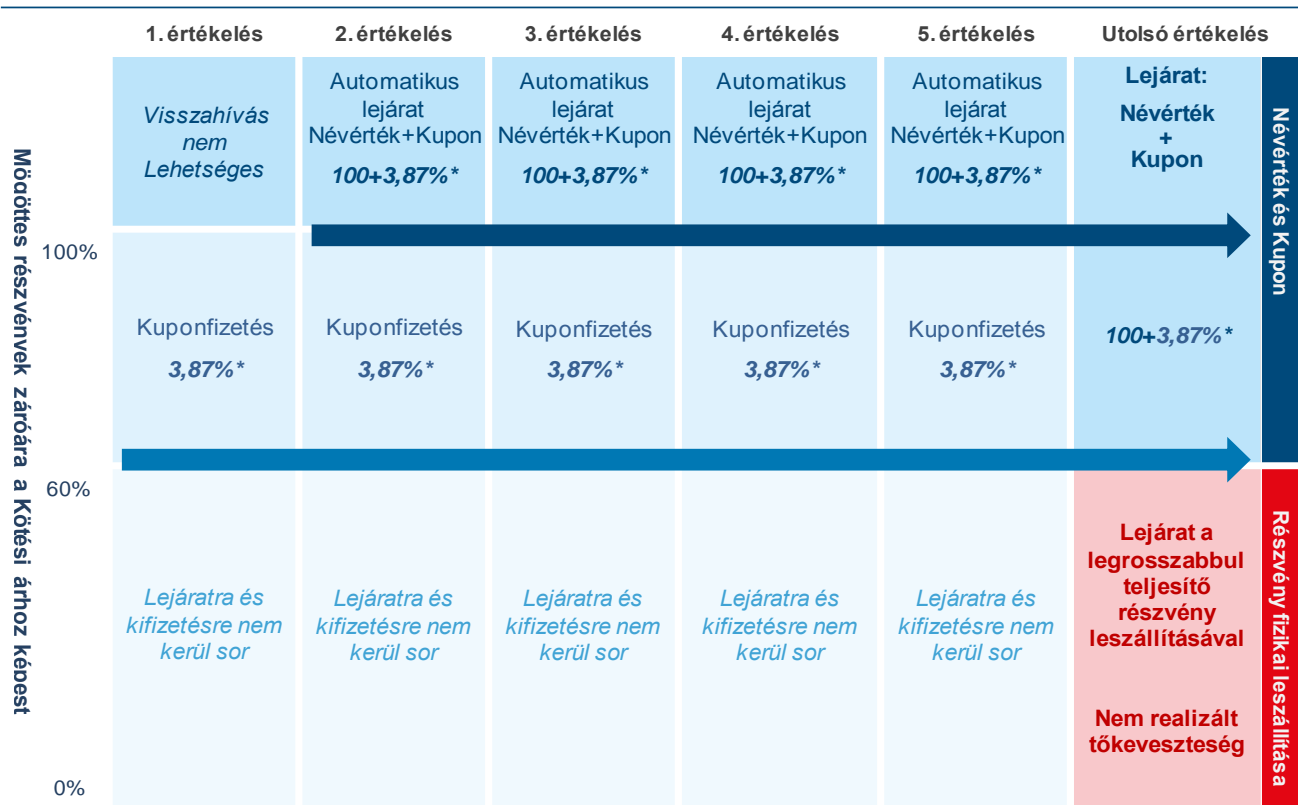 1. értékelés
2. értékelés
3. értékelés
4. értékelés
5. értékelés
Utolsó értékelés
Visszahívás
nem
Lehetséges
Automatikus
lejárat
Névérték+Kupon
100+3,87%*
Automatikus
lejárat
Névérték+Kupon
100+3,87%*
Automatikus
lejárat
Névérték+Kupon
100+3,87%*
Automatikus
lejárat
Névérték+Kupon
100+3,87%*
Lejárat:
Névérték
+
Kupon
Névérték és Kupon
Mögöttes részvények záróára a Kötési árhoz képest
100%
Kuponfizetés
3,87%*
Kuponfizetés
3,87%*
Kuponfizetés
3,87%*
Kuponfizetés
3,87%*
Kuponfizetés
3,87%*
100+3,87%*
60%
Lejáratra és
kifizetésre nem
kerül sor
Lejáratra és
kifizetésre nem
kerül sor
Lejáratra és
kifizetésre nem
kerül sor
Lejáratra és
kifizetésre nem
kerül sor
Lejáratra és
kifizetésre nem
kerül sor
Lejárat a
legrosszabbul
teljesítő
részvény
leszállításával
Nem realizált
tőkeveszteség
Részvény fizikai leszállítása
0%